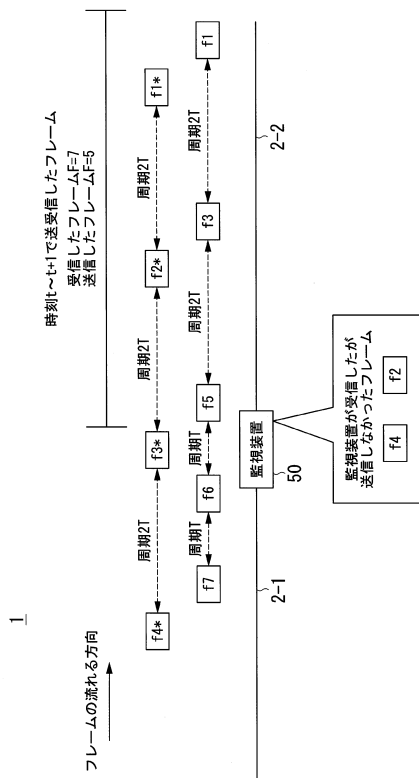 1
フレームの流れる方向
時刻t～t+1で送受信したフレーム
受信したフレームF=7
送信したフレームF=5
f4* 周期2T f3* 周期2T f2* 周期2T f1*
f7 周期T f6 周期T f5 周期2T f3 周期2T f1
2-1 監視装置 2-2
50
監視装置が受信したが
送信しなかったフレーム
f4 f2